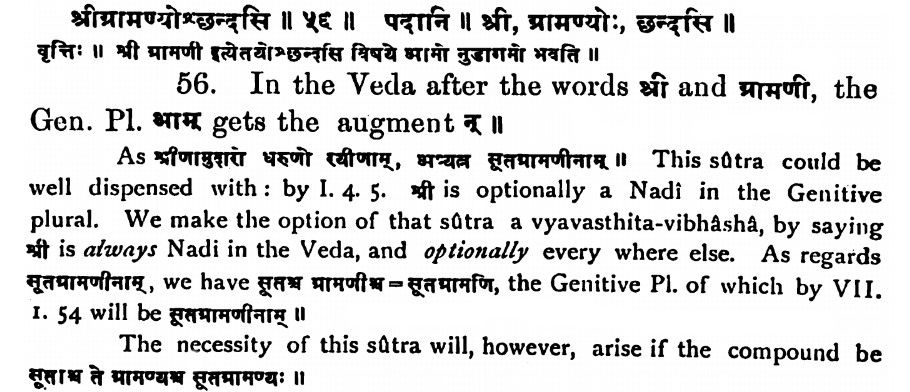 श्रीग्रामण्योश्छन्दसि ॥ ५६ ॥ पदानि ॥ श्री, ग्रामण्योः, छन्दसि ॥
वृत्तिः ॥ श्री ग्रामणी इत्येतयोश्छन्दसि विषये आमो नुडागमो भवति ॥
56. In the Veda after the words श्री and ग्रामणी, the
Gen. Pl. आम् gets the augment न् ॥
As श्रीणामुदारो धरुणो रयीणाम्, अप्यत्र सूतग्रामणीनाम् ॥ This sûtra could be
well dispensed with : by I. 4. 5. श्री is optionally a Nadî in the Genitive
plural. We make the option of that sûtra a vyavasthita-vibhâshâ, by saying
श्री is always Nadi in the Veda, and optionally every where else. As regards
सूतग्रामणीनाम्, we have सूतश्च ग्रामणीश्च = सूतग्रामणि, the Genitive Pl. of which by VII.
1. 54 will be सूतग्रामणीनाम् ॥
The necessity of this sûtra will, however, arise if the compound be
सूताश्च ते ग्रामण्यश्च सूतग्रामण्यः ॥